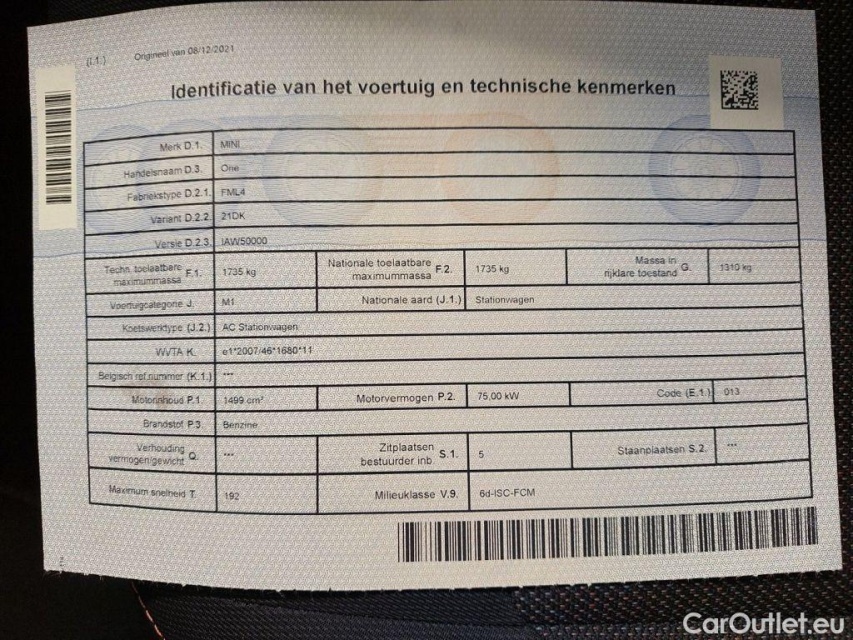 (I.1.) Origineel van 08/12/2021
Identificatie van het voertuig en technische kenmerken
Merk D.1. MINI
Handelsnaam D.3. One
Fabriekstype D.2.1. FML4
Variant D.2.2. 21DK
Versie D.2.3. IAW50000
Techn. toelaatbare maximummassa F.1. 1735 kg Nationale toelaatbare maximummassa F.2. 1735 kg Massa in rijklare toestand G. 1310 kg
Voertuigcategorie J. M1 Nationale aard (J.1.) Stationwagen
Koetswerktype (J.2.) AC Stationwagen
WVTA K. e1*2007/46*1680*11
Belgisch ref.nummer (K.1.) ***
Motorinhoud P.1. 1499 cm³ Motorvermogen P.2. 75,00 kW Code (E.1.) 013
Brandstof P.3. Benzine
Verhouding vermogen/gewicht Q. *** Zitplaatsen bestuurder inb. S.1. 5 Staanplaatsen S.2. ***
Maximum snelheid T. 192 Milieuklasse V.9. 6d-ISC-FCM
CarOutlet.eu